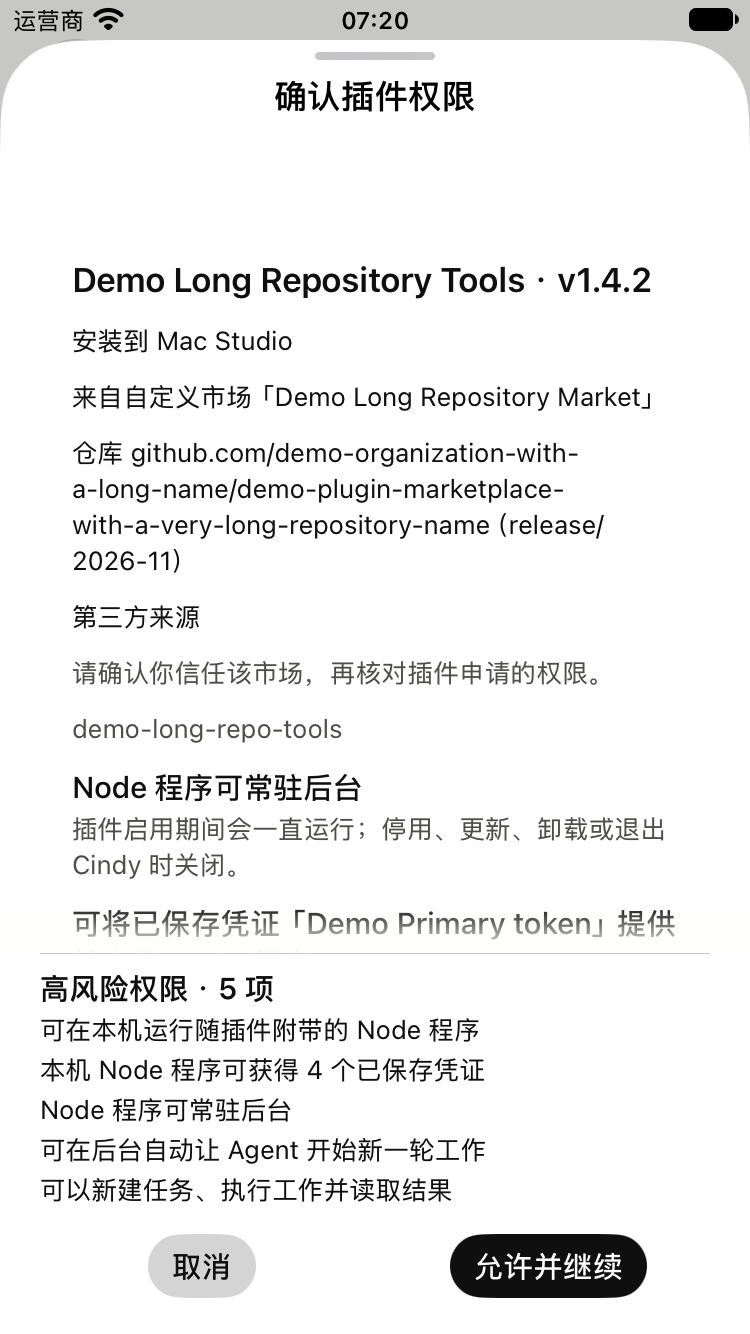 运营商
07:20
确认插件权限
Demo Long Repository Tools · v1.4.2
安装到 Mac Studio
来自自定义市场「Demo Long Repository Market」
仓库 github.com/demo-organization-with-
a-long-name/demo-plugin-marketplace-
with-a-very-long-repository-name (release/
2026-11)
第三方来源
请确认你信任该市场，再核对插件申请的权限。
demo-long-repo-tools
Node 程序可常驻后台
插件启用期间会一直运行；停用、更新、卸载或退出
Cindy 时关闭。
可将已保存凭证「Demo Primary token」提供
高风险权限 · 5 项
可在本机运行随插件附带的 Node 程序
本机 Node 程序可获得 4 个已保存凭证
Node 程序可常驻后台
可在后台自动让 Agent 开始新一轮工作
可以新建任务、执行工作并读取结果
取消
允许并继续